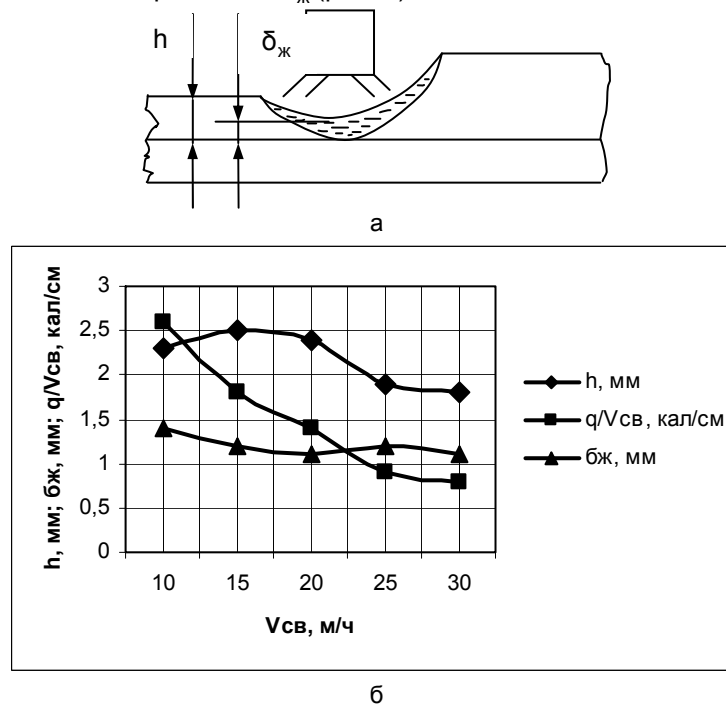 h
δж
а
h, мм; бж, мм; q/Vсв, кал/см
3
2,5
2
1,5
1
0,5
0
10 15 20 25 30
Vсв, м/ч
h, мм
q/Vсв, кал/см
бж, мм
б